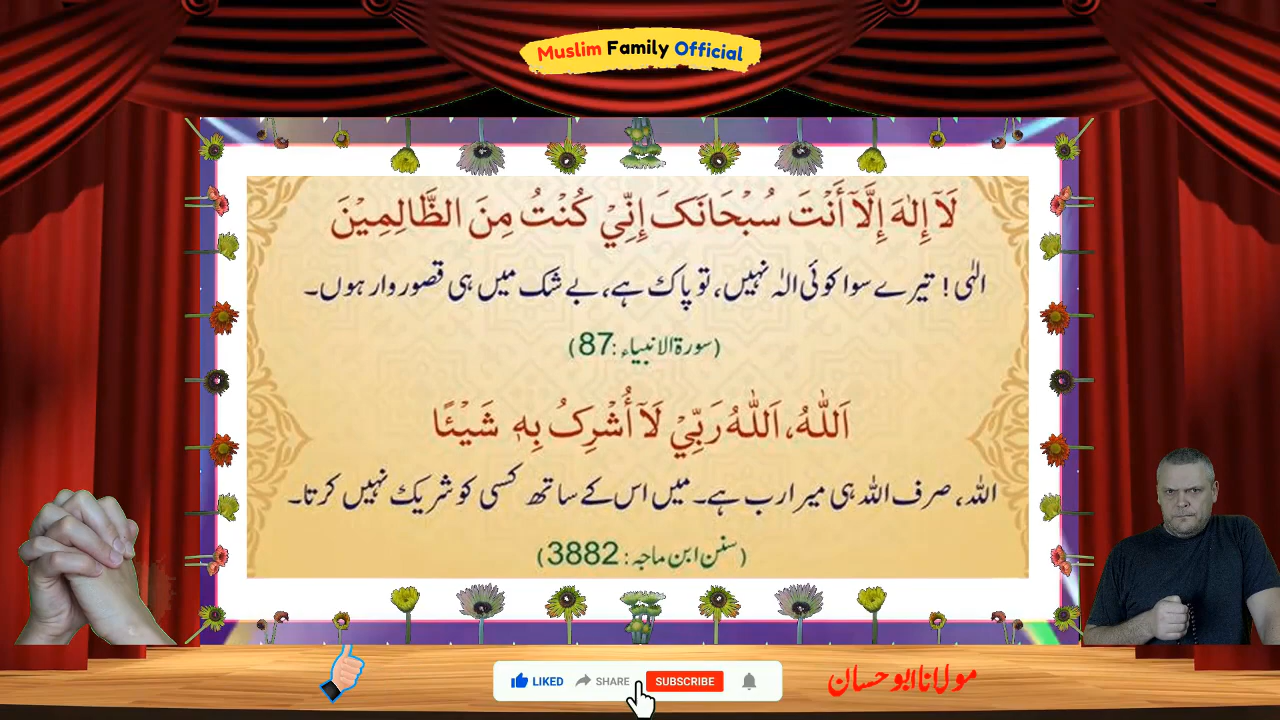 Muslim Family Official
لَآ إِلٰهَ إِلَّآ أَنْتَ سُبْحَانَکَ إِنِّيْ كُنْتُ مِنَ الظَّالِمِيْنَ
الٰہی! تیرے سوا کوئی الٰہ نہیں، تو پاک ہے، بے شک میں ہی قصور وار ہوں۔
(سورۃ الانبیاء: 87)
اَللّٰهُ، اَللّٰهُ رَبِّيْ لَآ أُشْرِکُ بِهٖ شَيْئًا
اللہ، صرف اللہ ہی میرا رب ہے۔ میں اس کے ساتھ کسی کو شریک نہیں کرتا۔
(سنن ابن ماجہ: 3882)
LIKED SHARE SUBSCRIBE
مولانا ابو حسان